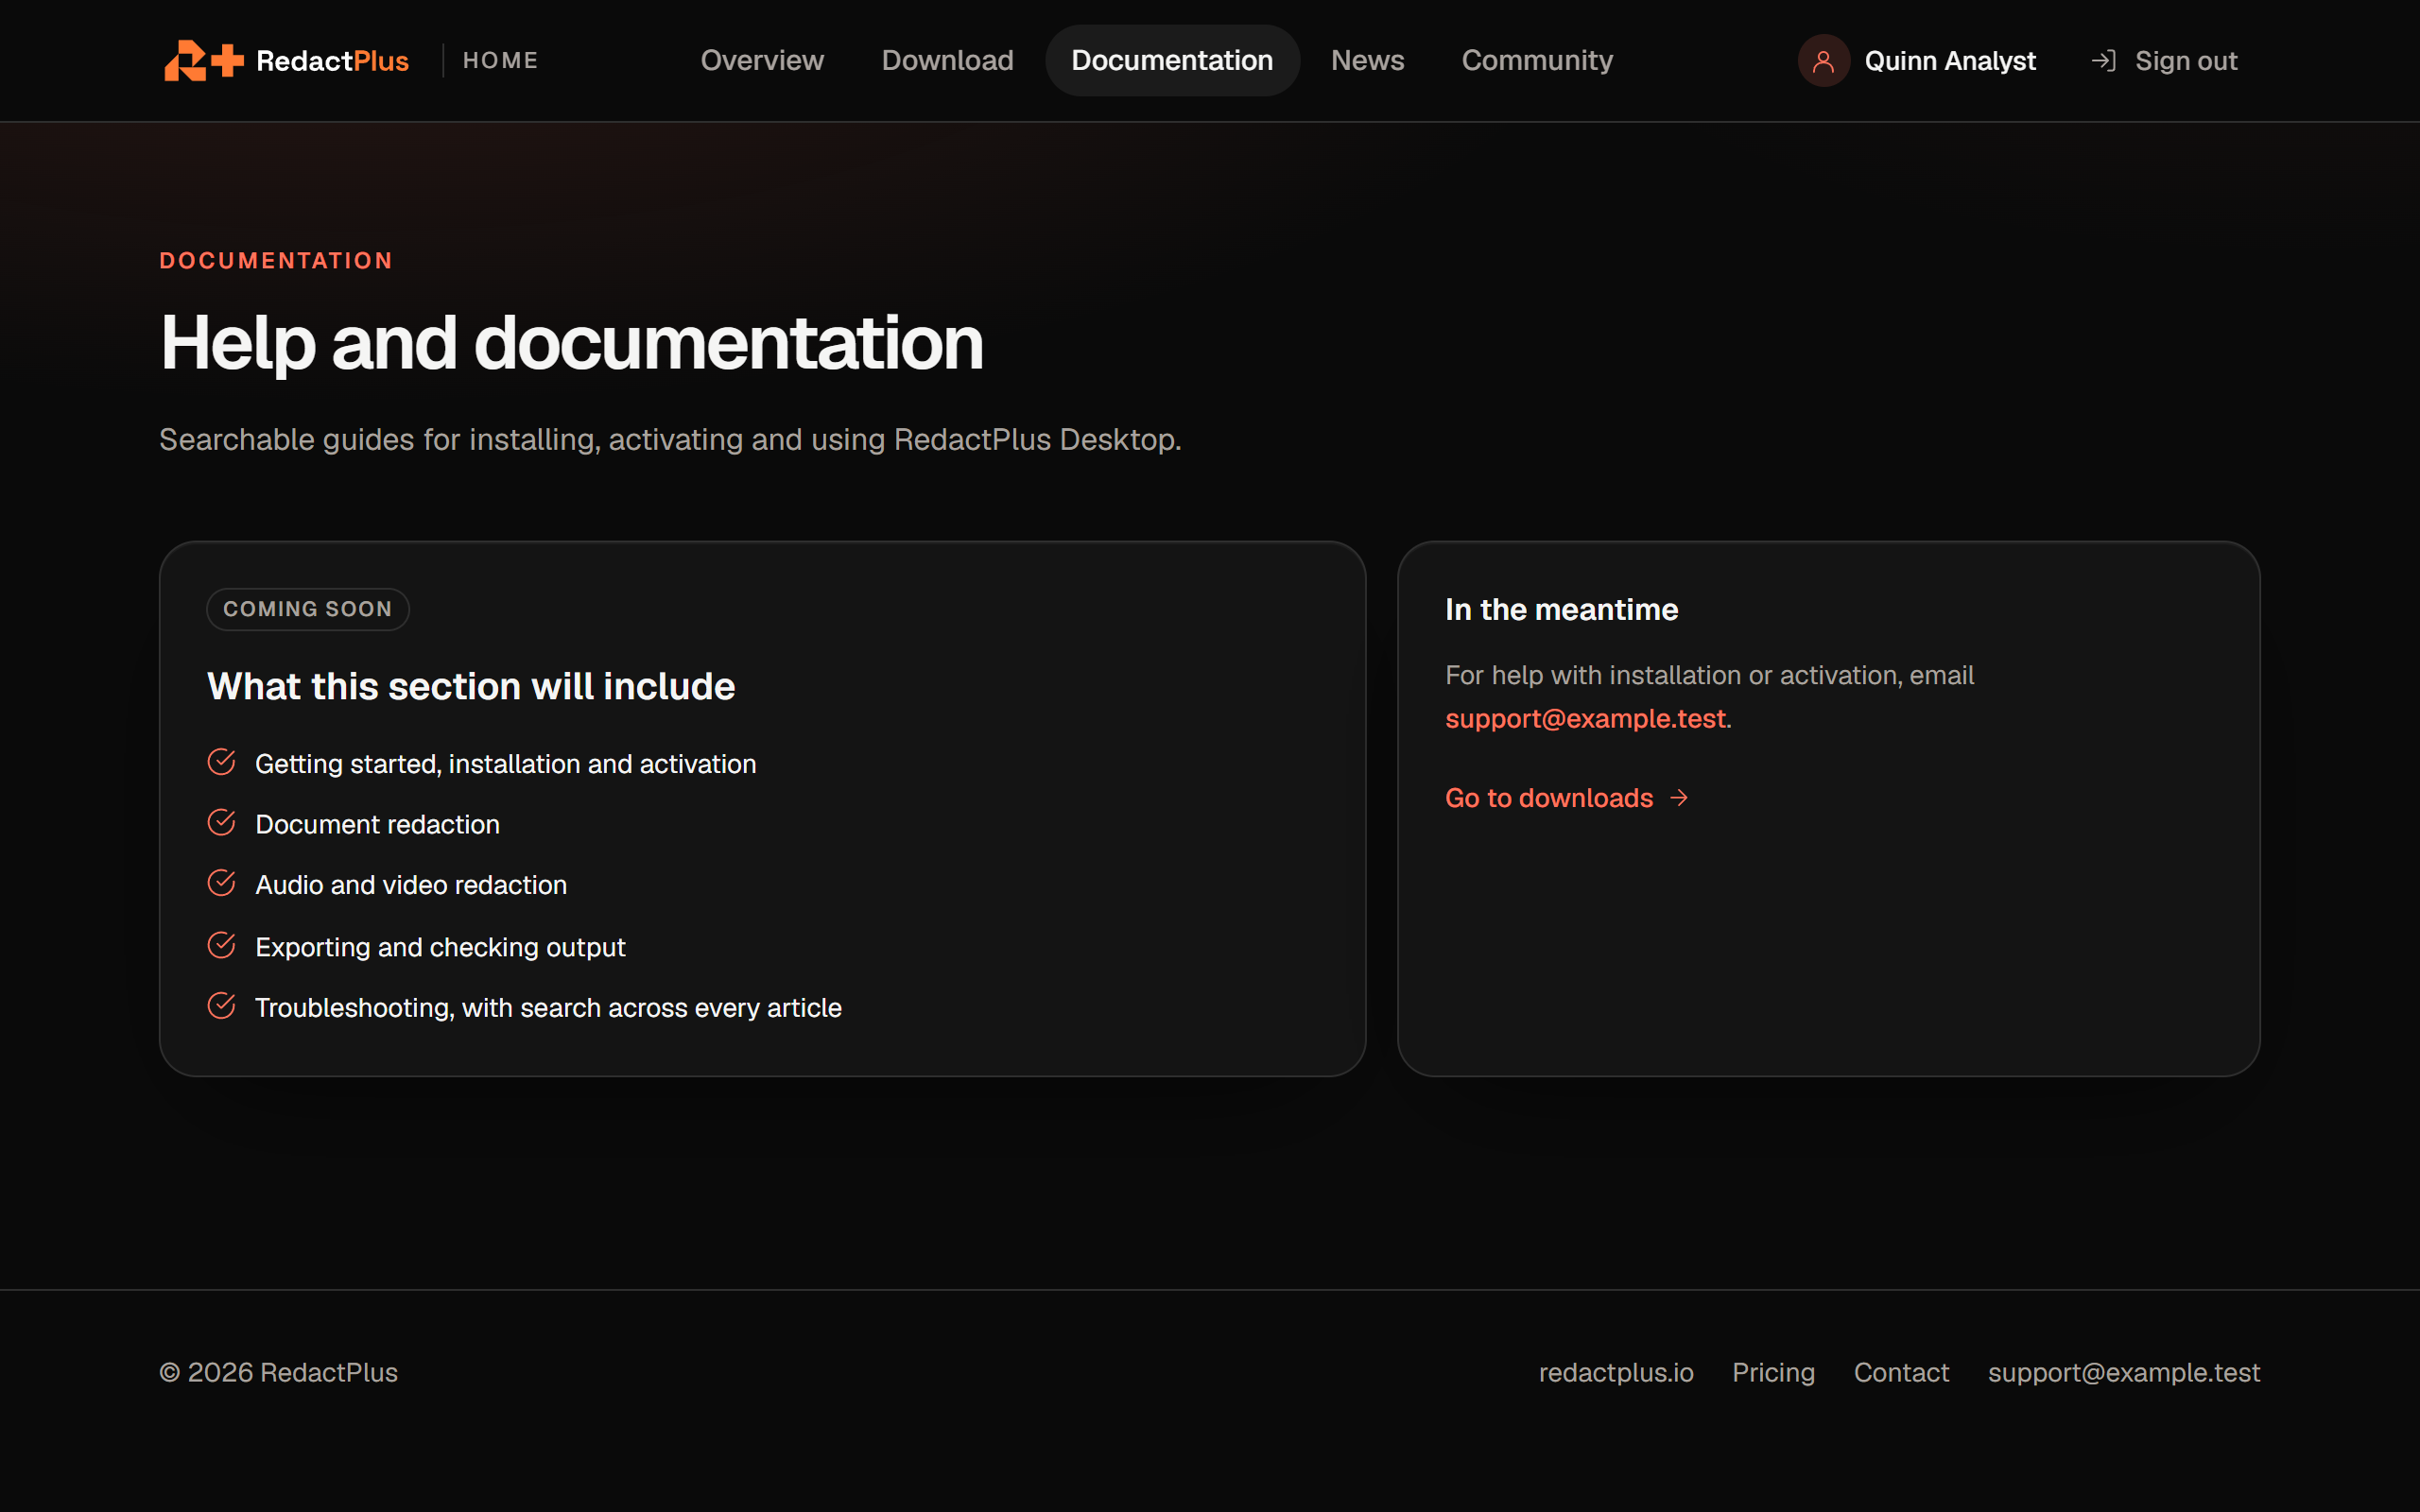 RedactPlus
HOME
Overview
Download
Documentation
News
Community
Quinn Analyst
Sign out
DOCUMENTATION
Help and documentation
Searchable guides for installing, activating and using RedactPlus Desktop.
COMING SOON
What this section will include
Getting started, installation and activation
Document redaction
Audio and video redaction
Exporting and checking output
Troubleshooting, with search across every article
In the meantime
For help with installation or activation, email
support@example.test.
Go to downloads
© 2026 RedactPlus
redactplus.io
Pricing
Contact
support@example.test